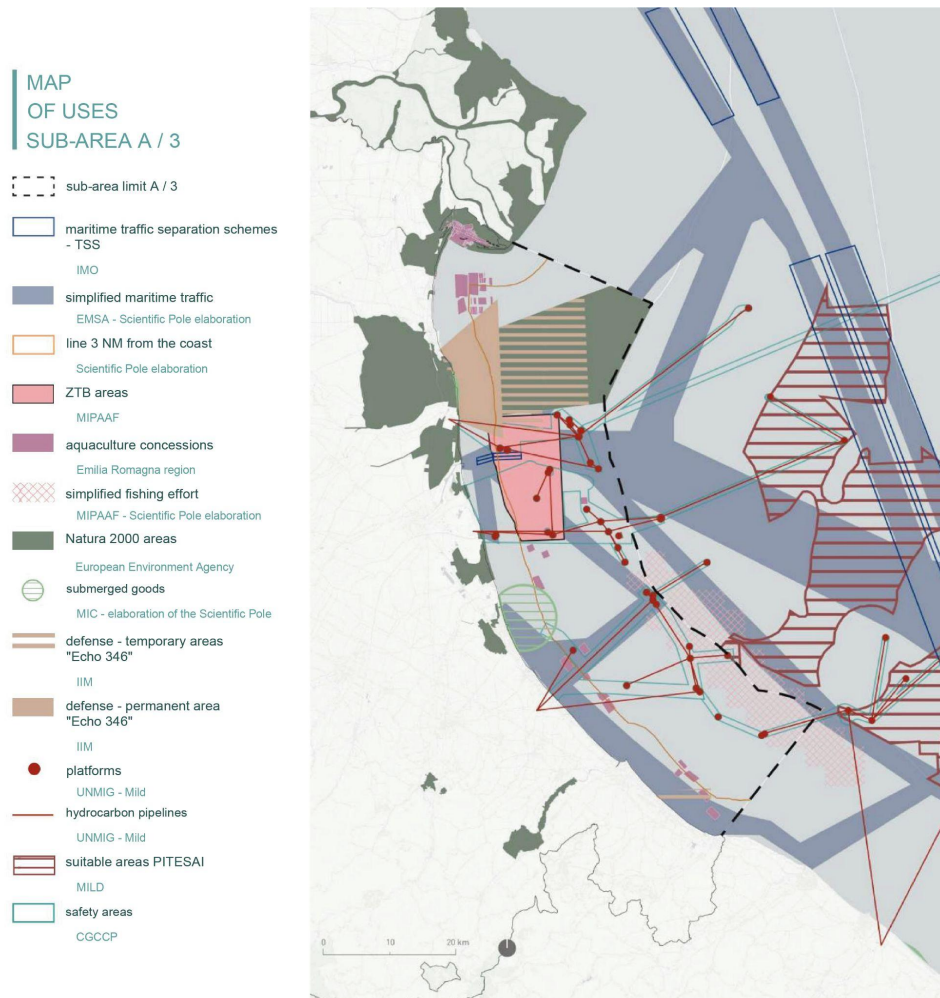 MAP
OF USES
SUB-AREA A / 3
sub-area limit A / 3
maritime traffic separation schemes
- TSS
IMO
simplified maritime traffic
EMSA - Scientific Pole elaboration
line 3 NM from the coast
Scientific Pole elaboration
ZTB areas
MIPAAF
aquaculture concessions
Emilia Romagna region
simplified fishing effort
MIPAAF - Scientific Pole elaboration
Natura 2000 areas
European Environment Agency
submerged goods
MIC - elaboration of the Scientific Pole
defense - temporary areas
"Echo 346"
IIM
defense - permanent area
"Echo 346"
IIM
platforms
UNMIG - Mild
hydrocarbon pipelines
UNMIG - Mild
suitable areas PITESAI
MILD
safety areas
CGCCP
0 10 20 km